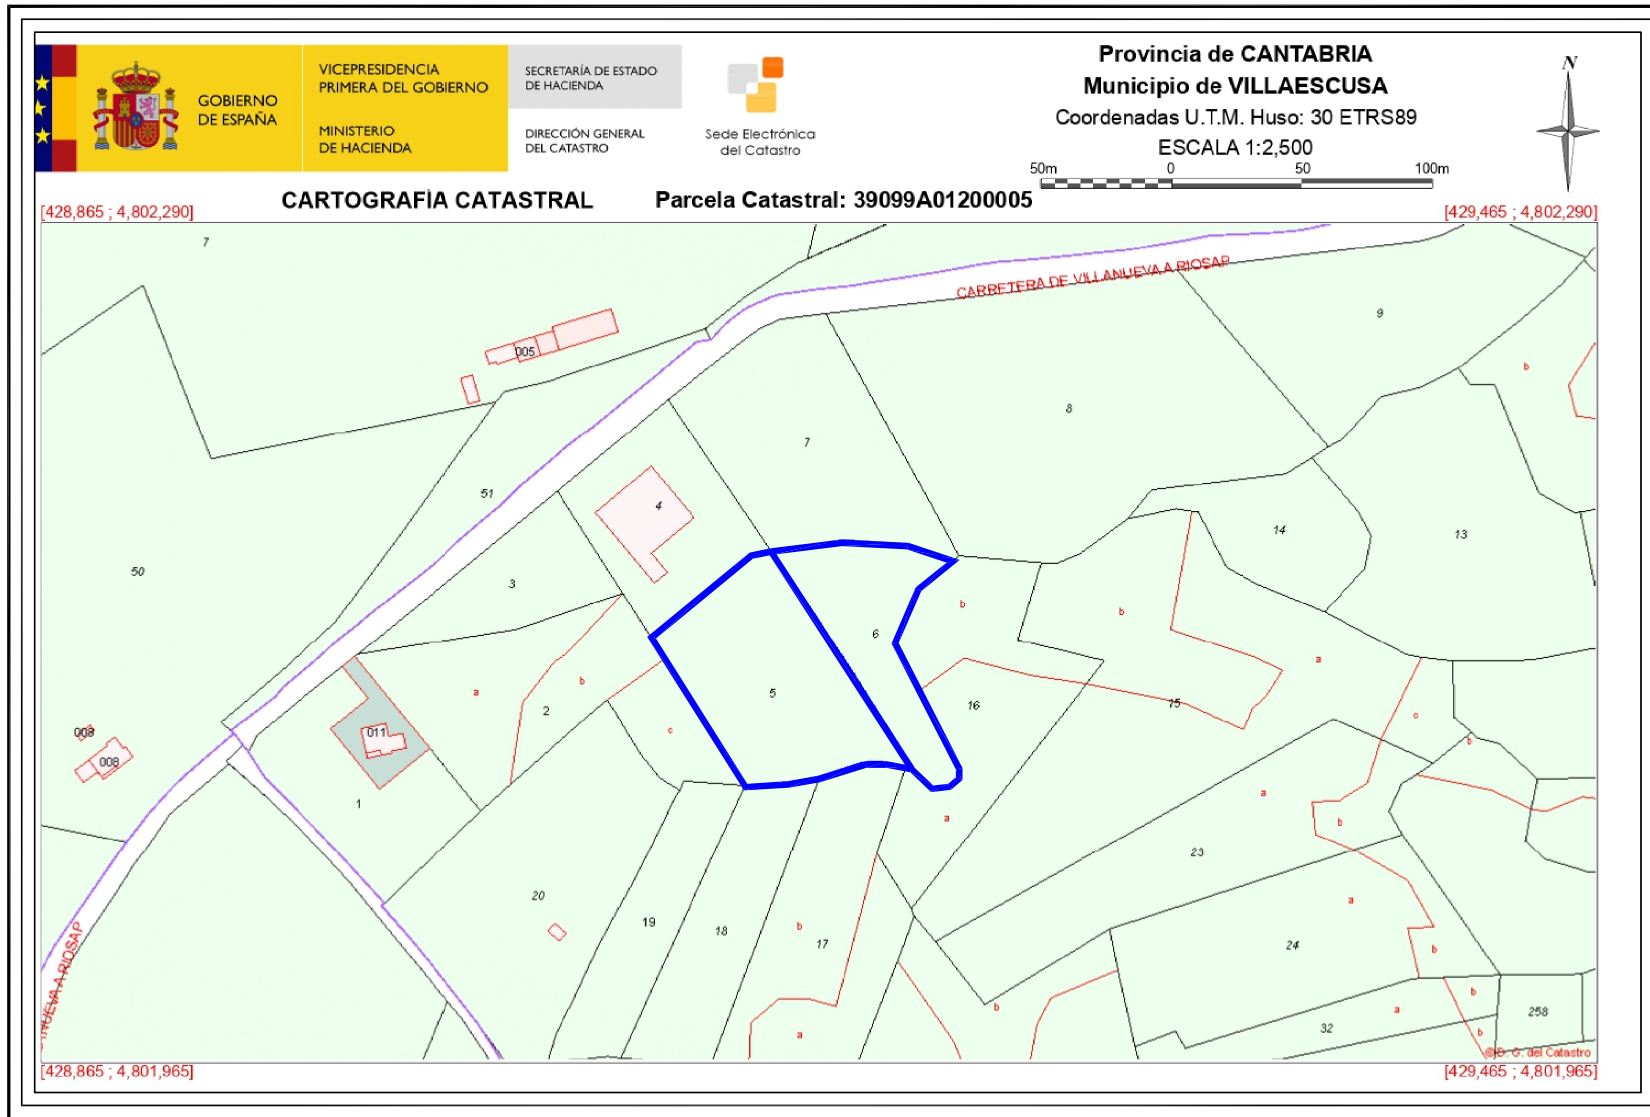 GOBIERNO
DE ESPAÑA
VICEPRESIDENCIA
PRIMERA DEL GOBIERNO
MINISTERIO
DE HACIENDA
SECRETARÍA DE ESTADO
DE HACIENDA
DIRECCIÓN GENERAL
DEL CATASTRO
Sede Electrónica
del Catastro
Provincia de CANTABRIA
Municipio de VILLAESCUSA
Coordenadas U.T.M. Huso: 30 ETRS89
ESCALA 1:2,500
50m 0 50 100m
N
CARTOGRAFÍA CATASTRAL
Parcela Catastral: 39099A01200005
[428,865 ; 4,802,290]
[429,465 ; 4,802,290]
7
CARRETERA DE VILLANUEVA A RIOSAP
9
005
b
8
7
51
4
14
13
50
3
b
b
6
a
a
b
5
2
16
15
c
c
008
011
b
008
1
a
a
b
23
20
a
19
18
b
17
24
b
b
b
a
258
a
32
b
NUEVA A RIOSAP
© D. G. del Catastro
[428,865 ; 4,801,965]
[429,465 ; 4,801,965]